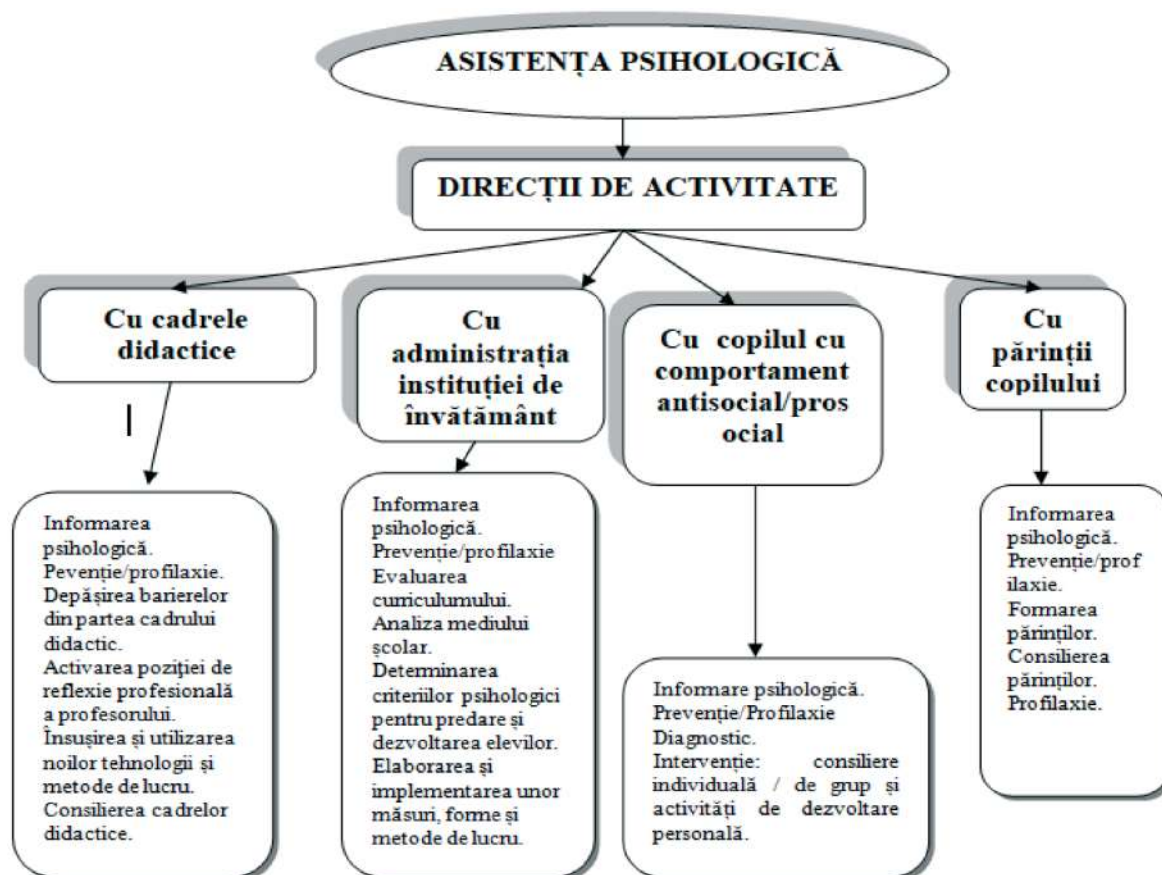 ASISTENȚA PSIHOLOGICĂ
DIRECȚII DE ACTIVITATE
Cu cadrele
didactice
Cu
administrația
instituției de
învătământ
Cu copilul cu
comportament
antisocial/pros
ocial
Cu
părinții
copilului
Informarea
psihologică.
Pevenție/profilaxie.
Depășirea barierelor
din partea cadrului
didactic.
Activarea poziţiei de
reflexie profesională
a profesorului.
Însușirea și utilizarea
noilor tehnologii și
metode de lucru.
Consilierea cadrelor
didactice.
Informarea
psihologică.
Prevenție/profilaxie
Evaluarea
curriculumului.
Analiza mediului
școlar.
Determinarea
criteriilor psihologici
pentru predare și
dezvoltarea elevilor.
Elaborarea și
implementarea unor
măsuri, forme și
metode de lucru.
Informare psihologică.
Prevenție/Profilaxie
Diagnostic.
Intervenție: consiliere
individuală / de grup și
activități de dezvoltare
personală.
Informarea
psihologică.
Prevenție/prof
ilaxie.
Formarea
părinților.
Consilierea
părinților.
Profilaxie.